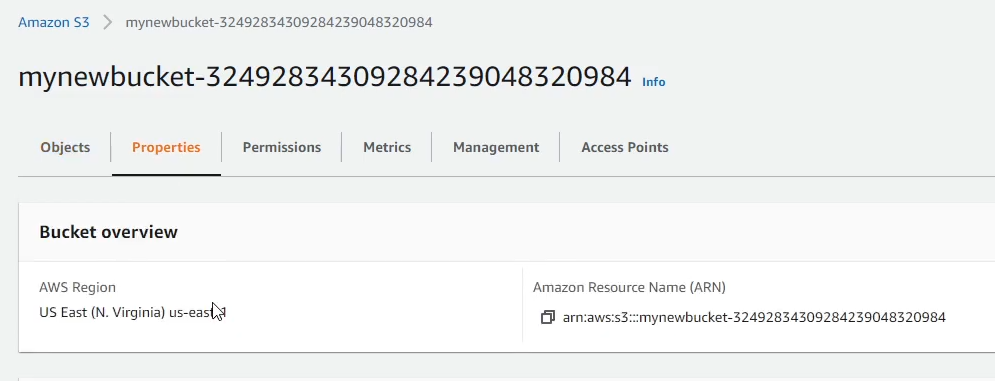 Amazon S3 > mynewbucket-32492834309284239048320984
mynewbucket-32492834309284239048320984 Info
Objects Properties Permissions Metrics Management Access Points
Bucket overview
AWS Region
US East (N. Virginia) us-east-1
Amazon Resource Name (ARN)
arn:aws:s3:::mynewbucket-32492834309284239048320984